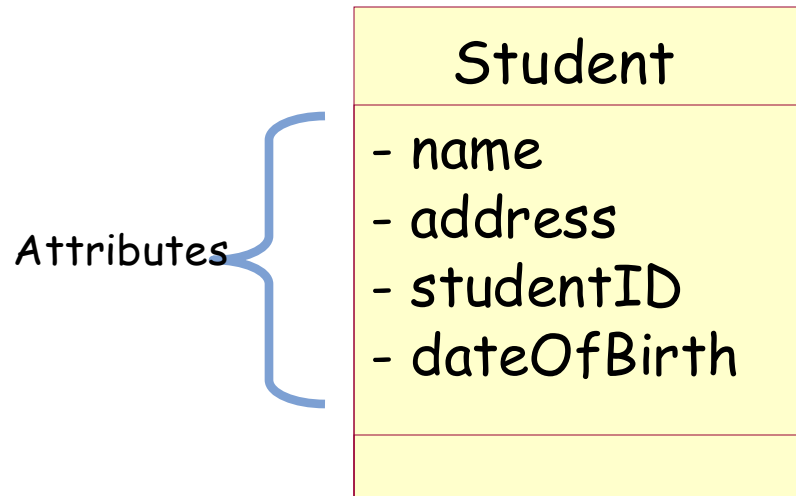 Student
- name
- address
- studentID
- dateOfBirth
Attributes